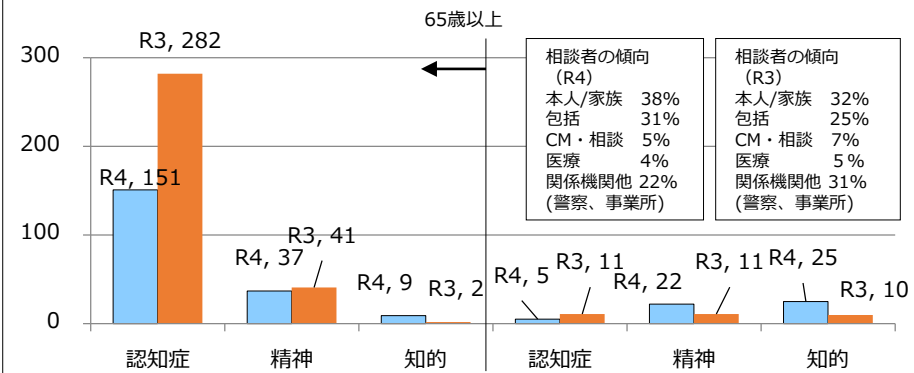 65歳以上
300
200
100
0
R3, 282
R4, 151
R4, 37
R3, 41
R4, 9
R3, 2
R4, 5
R3, 11
R4, 22
R3, 11
R4, 25
R3, 10
認知症
精神
知的
認知症
精神
知的
相談者の傾向
（R4）
本人/家族 38%
包括 31%
CM・相談 5%
医療 4%
関係機関他 22%
(警察、事業所)
相談者の傾向
（R3）
本人/家族 32%
包括 25%
CM・相談 7%
医療 5%
関係機関他 31%
(警察、事業所)